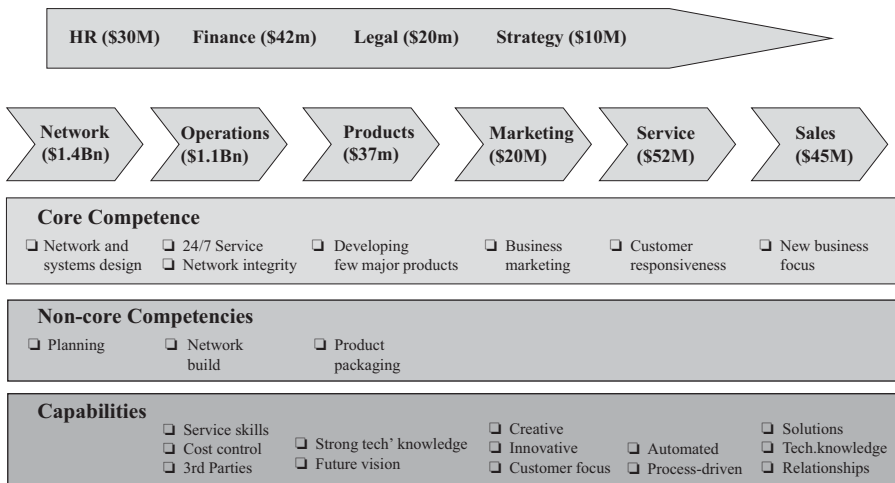 HR ($30M) Finance ($42m) Legal ($20m) Strategy ($10M)
Network
($1.4Bn)
Operations
($1.1Bn)
Products
($37m)
Marketing
($20M)
Service
($52M)
Sales
($45M)
Core Competence
❑ Network and
systems design
❑ 24/7 Service
❑ Network integrity
❑ Developing
few major products
❑ Business
marketing
❑ Customer
responsiveness
❑ New business
focus
Non-core Competencies
❑ Planning
❑ Network
build
❑ Product
packaging
Capabilities
❑ Service skills
❑ Cost control
❑ 3rd Parties
❑ Strong tech’ knowledge
❑ Future vision
❑ Creative
❑ Innovative
❑ Customer focus
❑ Automated
❑ Process-driven
❑ Solutions
❑ Tech.knowledge
❑ Relationships